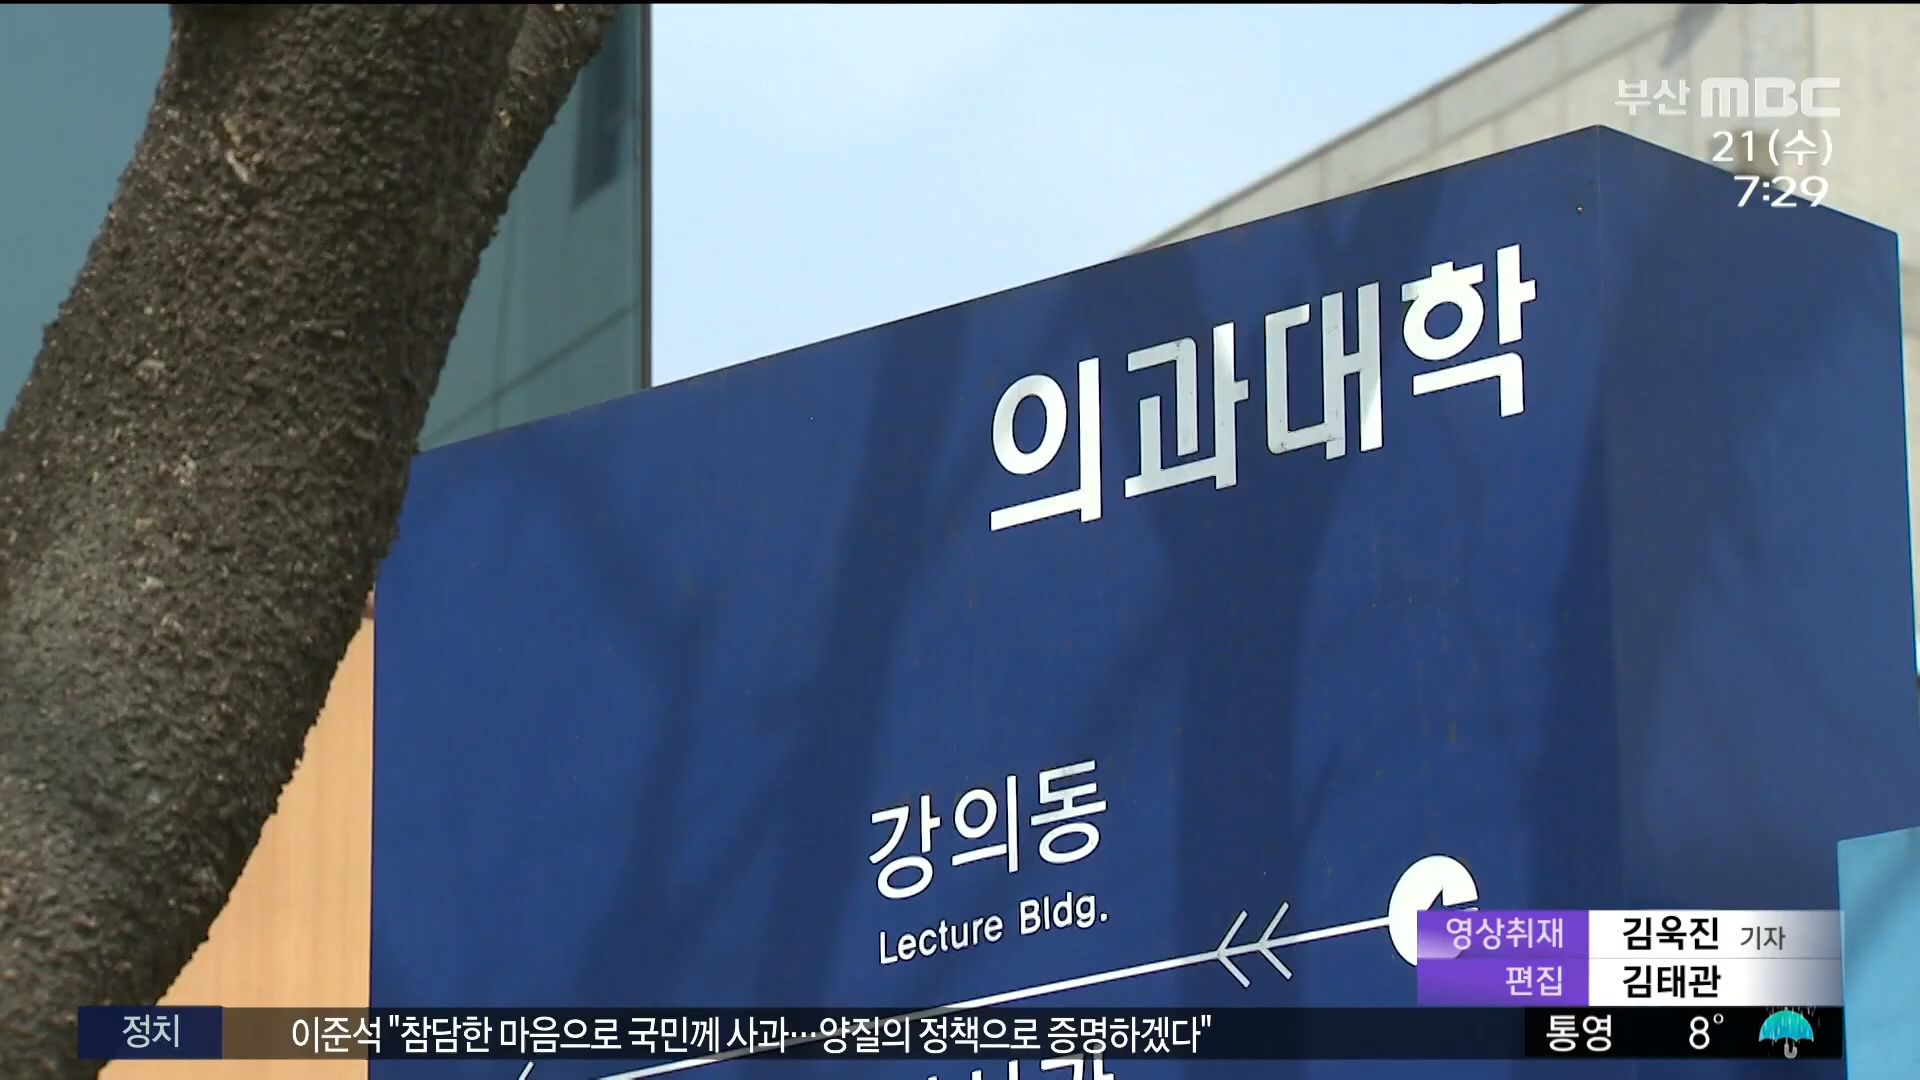 부산 MBC
21(수)
7:29
의과대학
강의동
Lecture Bldg.
영상취재 김욱진 기자
편집 김태관
정치 이준석 "참담한 마음으로 국민께 사과…양질의 정책으로 증명하겠다"
통영 8°